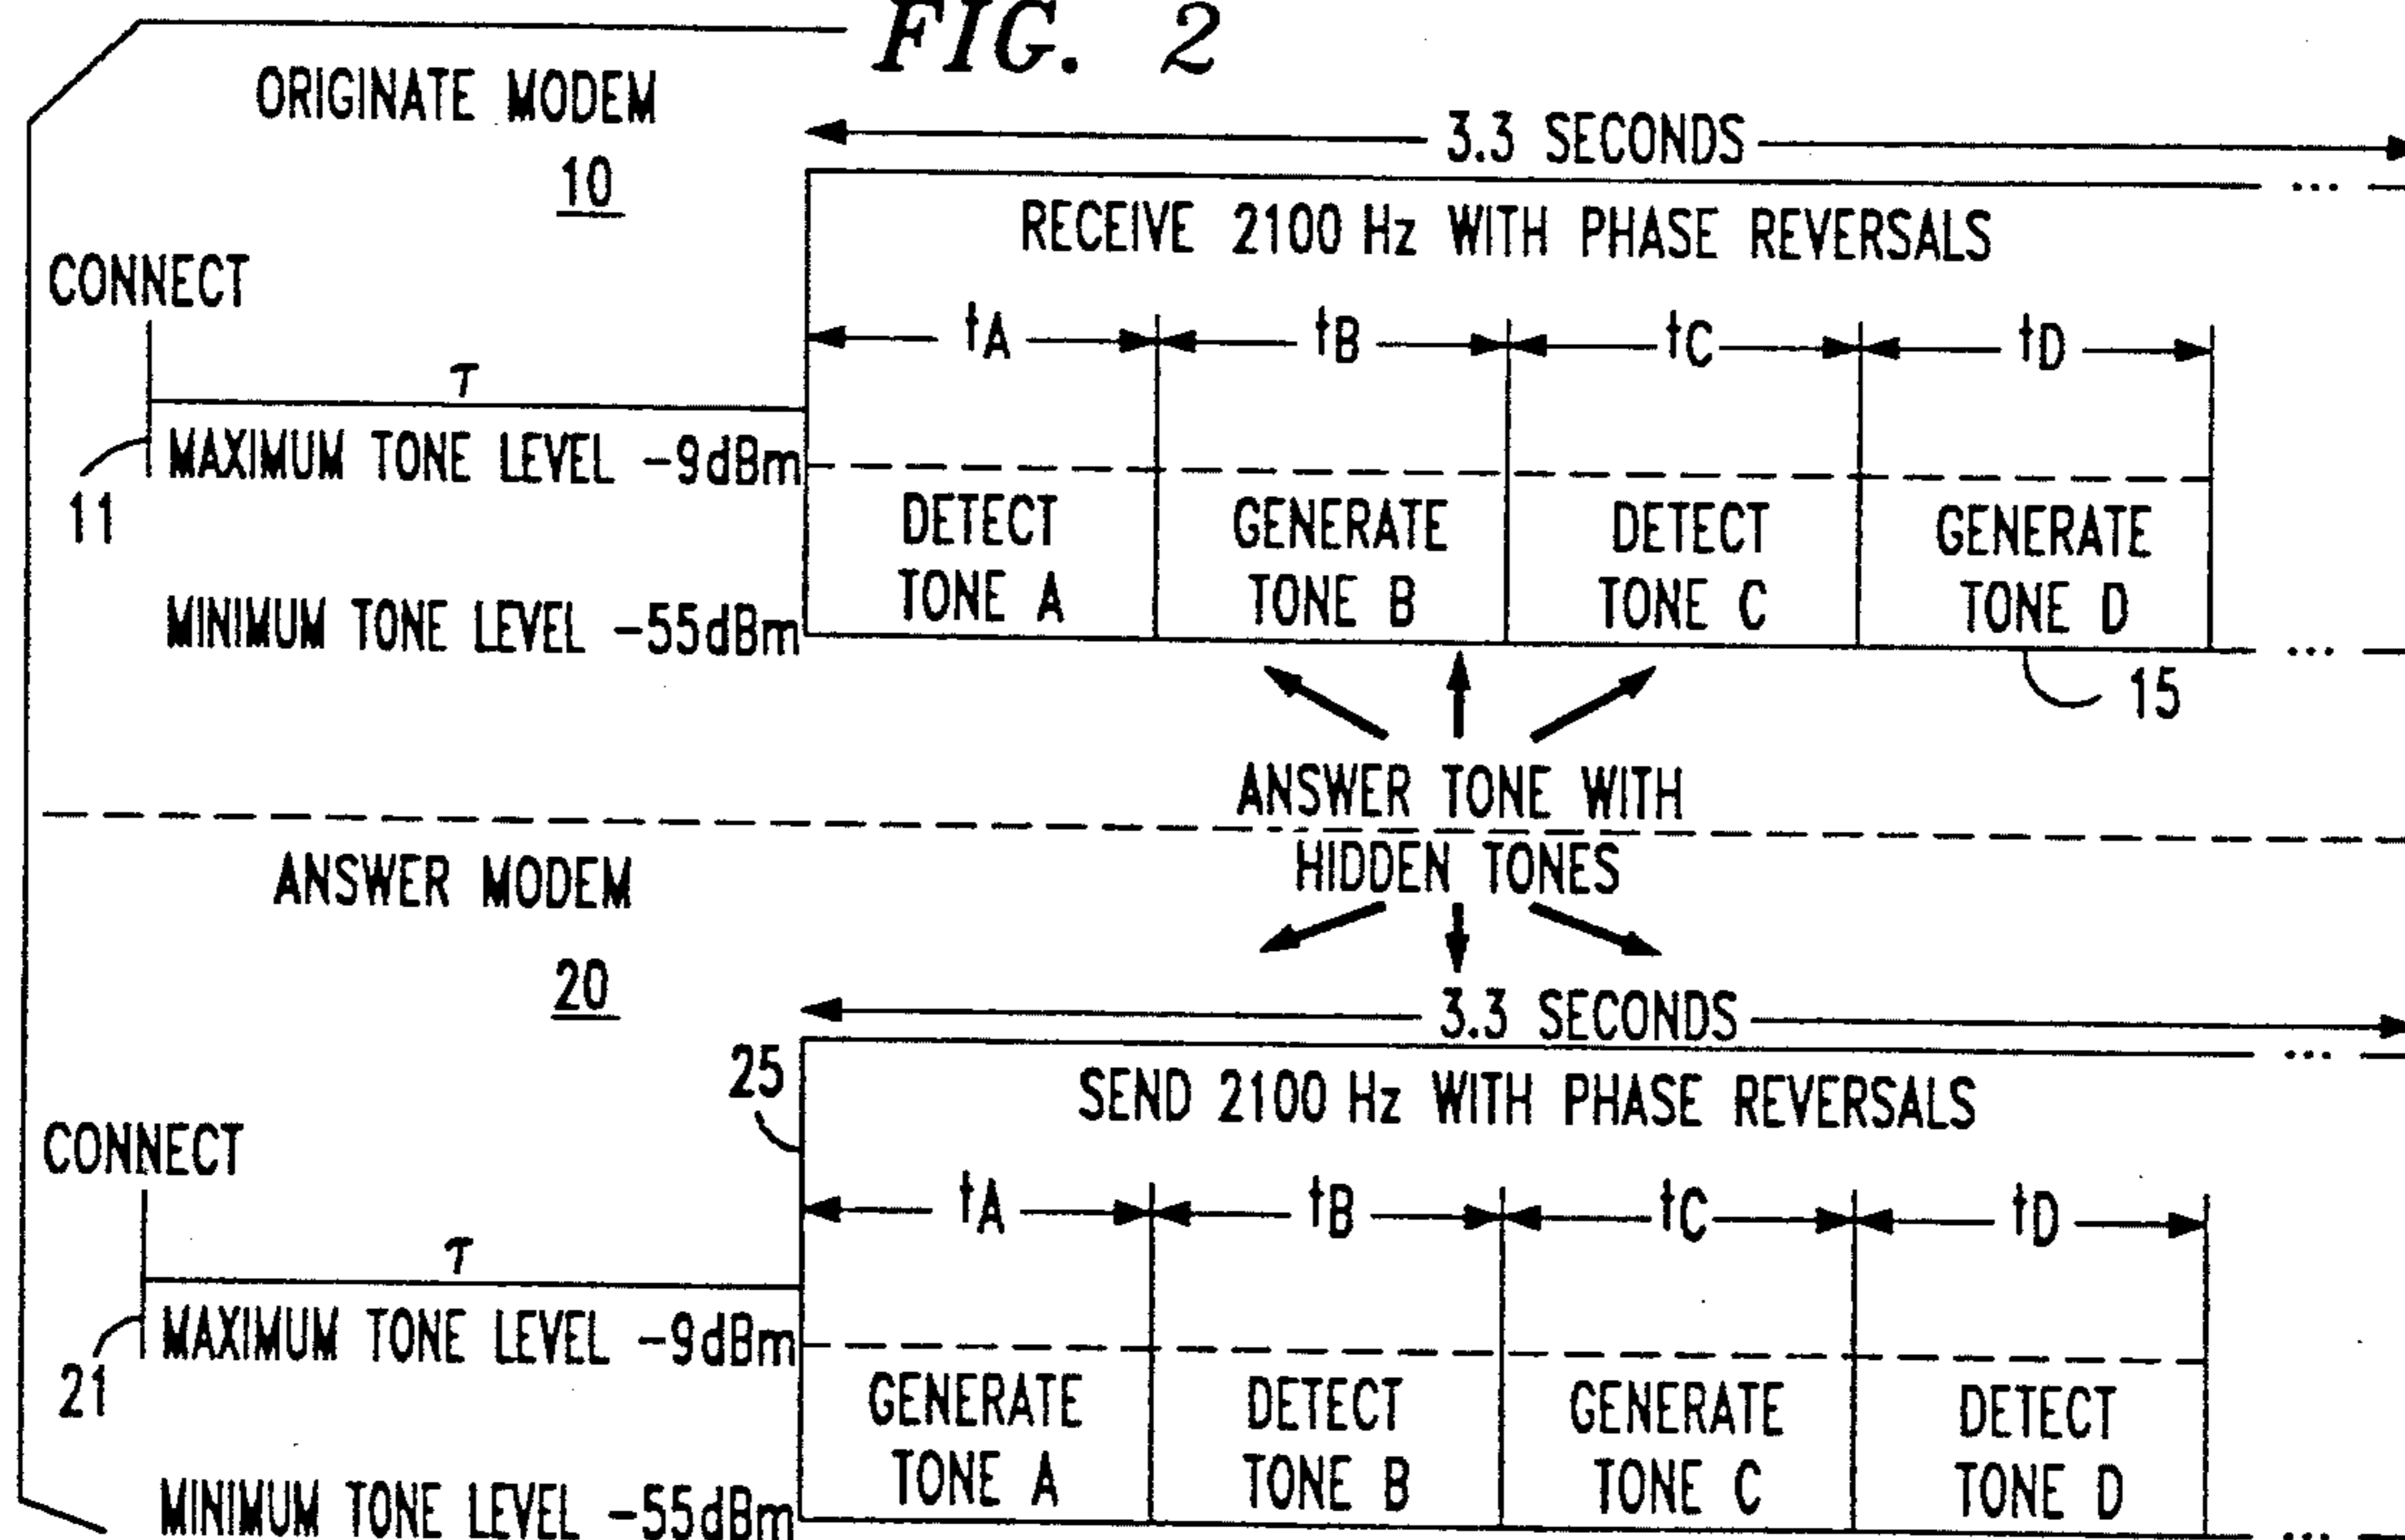 FIG. 2
ORIGINATE MODEM
10
3.3 SECONDS
RECEIVE 2100 Hz WITH PHASE REVERSALS
CONNECT
tA tB tC tD
τ
MAXIMUM TONE LEVEL -9dBm
11
DETECT TONE A
GENERATE TONE B
DETECT TONE C
GENERATE TONE D
MINIMUM TONE LEVEL -55dBm
15
ANSWER TONE WITH
HIDDEN TONES
ANSWER MODEM
20
3.3 SECONDS
25
SEND 2100 Hz WITH PHASE REVERSALS
CONNECT
tA tB tC tD
τ
MAXIMUM TONE LEVEL -9dBm
21
GENERATE TONE A
DETECT TONE B
GENERATE TONE C
DETECT TONE D
MINIMUM TONE LEVEL -55dBm